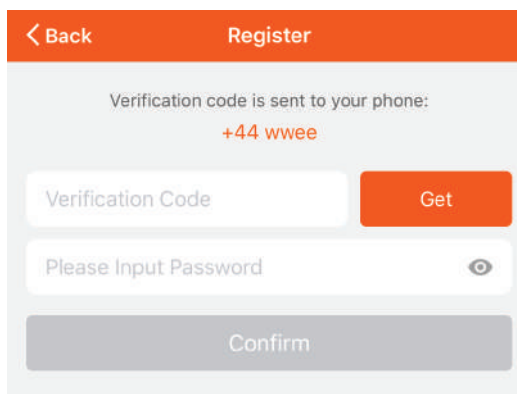 Back Register
Verification code is sent to your phone:
+44 wwee
Verification Code Get
Please Input Password
Confirm